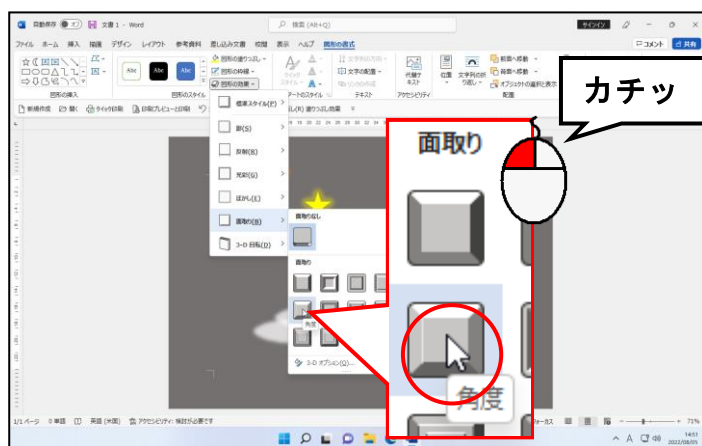 自動保存 オフ 文書 1 - Word 検索 (Alt+Q) サインイン
ファイル ホーム 挿入 描画 デザイン レイアウト 参考資料 差し込み文書 校閲 表示 ヘルプ 図形の書式 コメント 共有
Abc Abc Abc
図形の塗りつぶし
図形の枠線
図形の効果
文字の配置
代替テキスト
位置 文字列の折り返し
前面へ移動
背面へ移動
オブジェクトの選択と表示
図形の挿入 図形のスタイル テキスト アクセシビリティ 配置
新規作成 開く クイック印刷 印刷プレビューと印刷
標準スタイル(P)
影(S)
反射(R)
光彩(G)
ぼかし(E)
面取り(B)
3-D 回転(D)
面取りなし
面取り
角度
3-D オプション(O)...
面取り
角度
カチッ
1/1 ページ 0 単語 英語 (米国) アクセシビリティ: 検討が必要です フォーカス 71%
A 14:51
2022/08/05